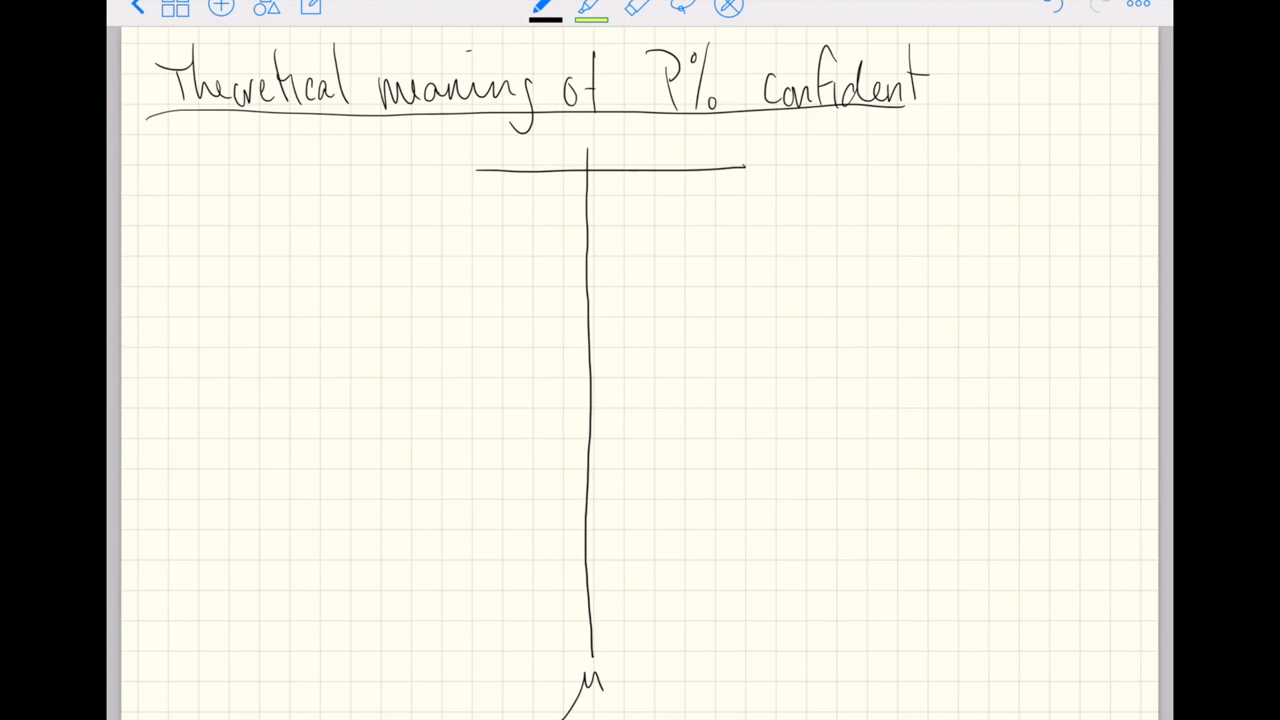 Theoretical meaning of P% confident
μ